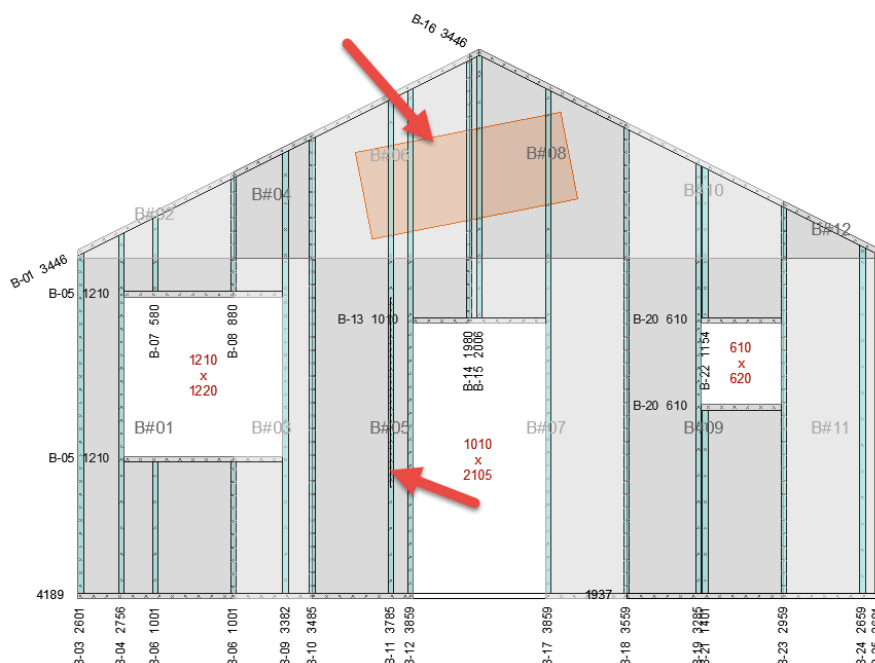 B-16 3446
B#06
B#08
B#04
B#10
B#02
B#12
B-01 3446
B-05 1210
B-13 1010
B-20 610
B-07 580
B-08 880
B-14 1980
B-15 2006
B-22 1154
1210
x
1220
610
x
620
B-20 610
B#01
B#03
B#05
B#07
B#09
B#11
B-05 1210
1010
x
2105
4189
1937
B-03 2601
B-04 2756
B-06 1001
B-06 1001
B-09 3382
B-10 3495
B-11 3785
B-12 3859
B-17 3859
B-18 3559
B-19 3285
B-21 1401
B-23 2959
B-24 2659